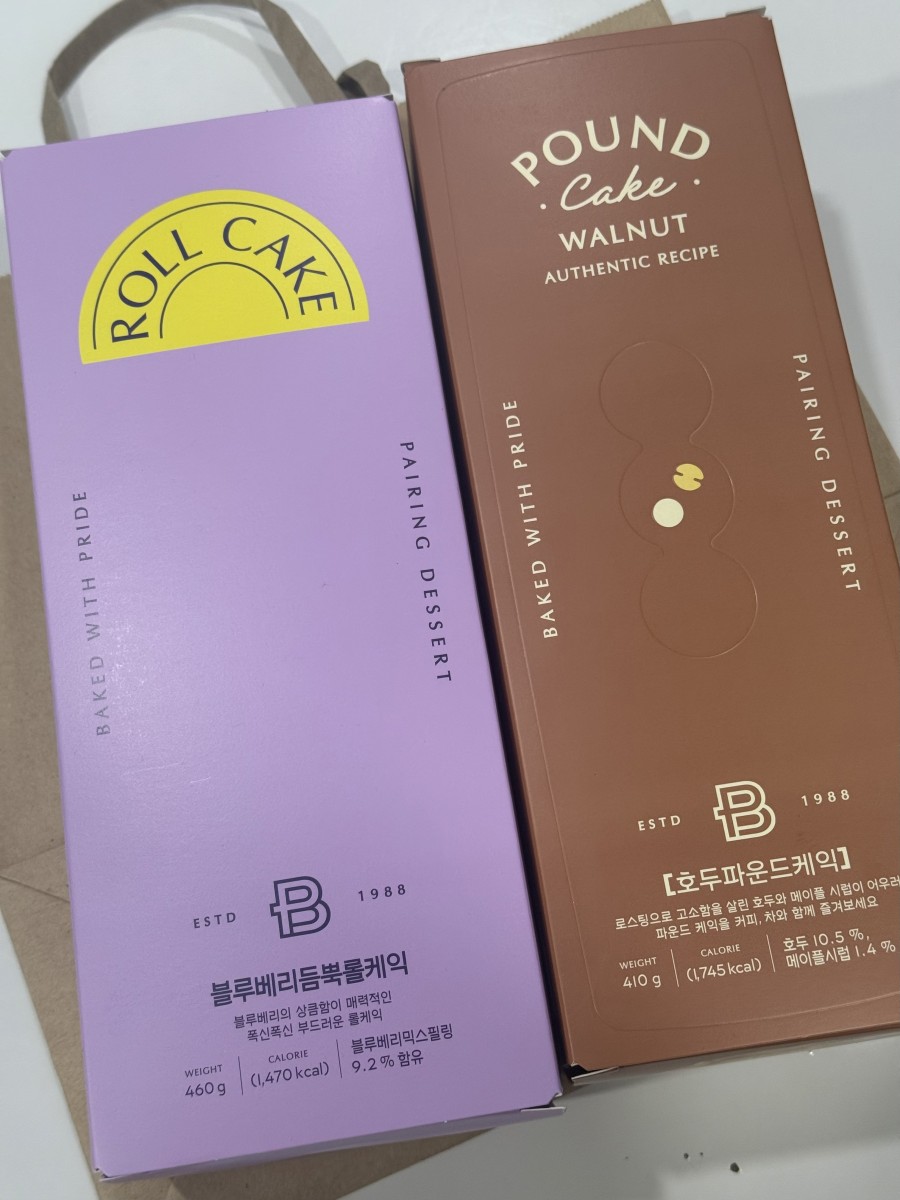 ROLL CAKE
BAKED WITH PRIDE
PAIRING DESSERT
ESTD B 1988
블루베리듬뿍롤케익
블루베리의 상큼함이 매력적인
폭신폭신 부드러운 롤케익
WEIGHT
460 g
CALORIE
(1,470 kcal)
블루베리믹스필링
9.2 % 함유
POUND
· Cake ·
WALNUT
AUTHENTIC RECIPE
BAKED WITH PRIDE
PAIRING DESSERT
ESTD B 1988
[호두파운드케익]
로스팅으로 고소함을 살린 호두와 메이플 시럽이
파운드 케익을 커피, 차와 함께 즐겨보세요
WEIGHT
410 g
CALORIE
(1,745 kcal)
호두 10.5 %,
메이플시럽 1.4 %